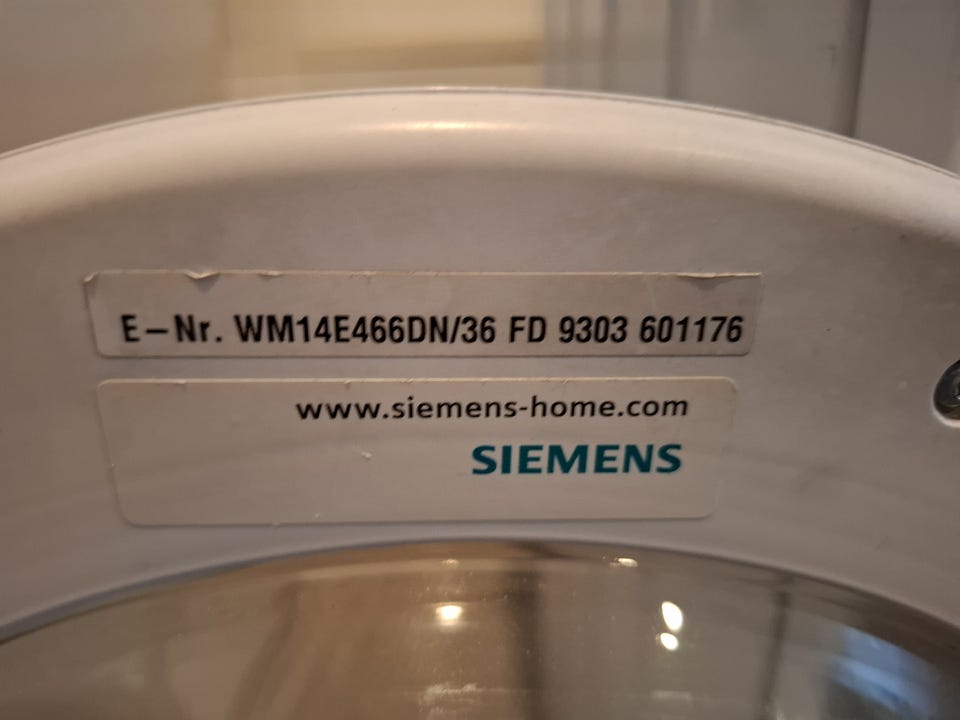 E-Nr. WM14E466DN/36 FD 9303 601176
www.siemens-home.com
SIEMENS